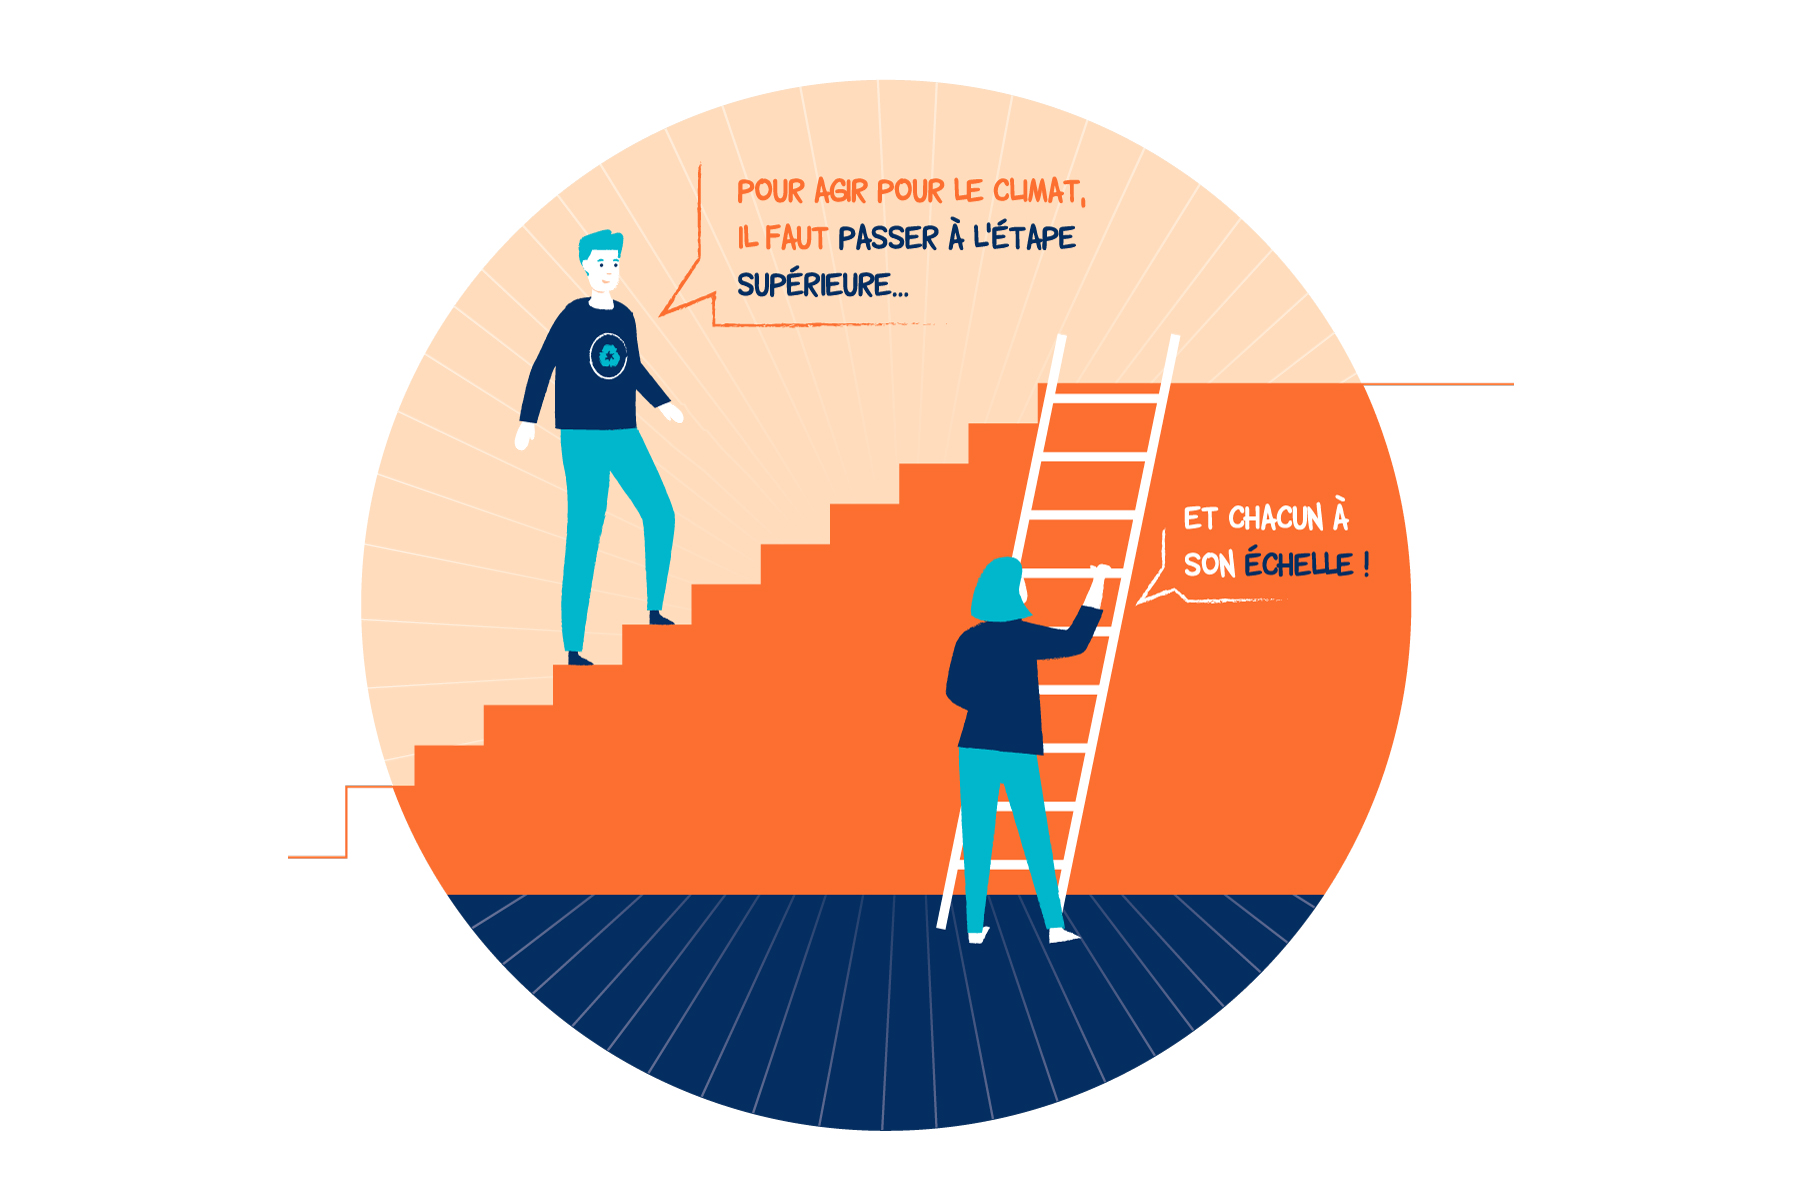 POUR AGIR POUR LE CLIMAT,
IL FAUT PASSER À L'ÉTAPE
SUPÉRIEURE...
ET CHACUN À
SON ÉCHELLE !